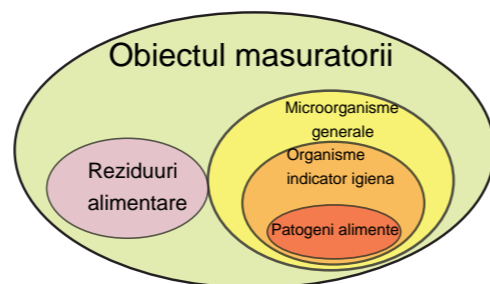 Obiectul masuratorii
Microorganisme
generale
Organisme
indicator igiena
Reziduuri
alimentare
Patogeni alimente